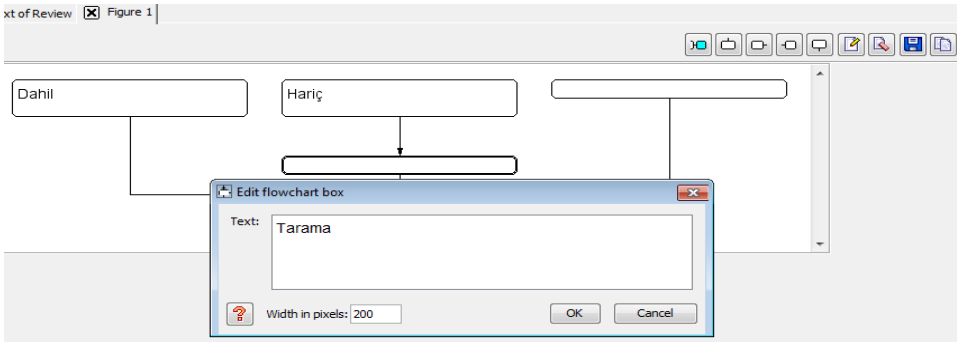 xt of Review Figure 1
Dahil
Hariç
Edit flowchart box
Text:
Tarama
? Width in pixels: 200 OK Cancel